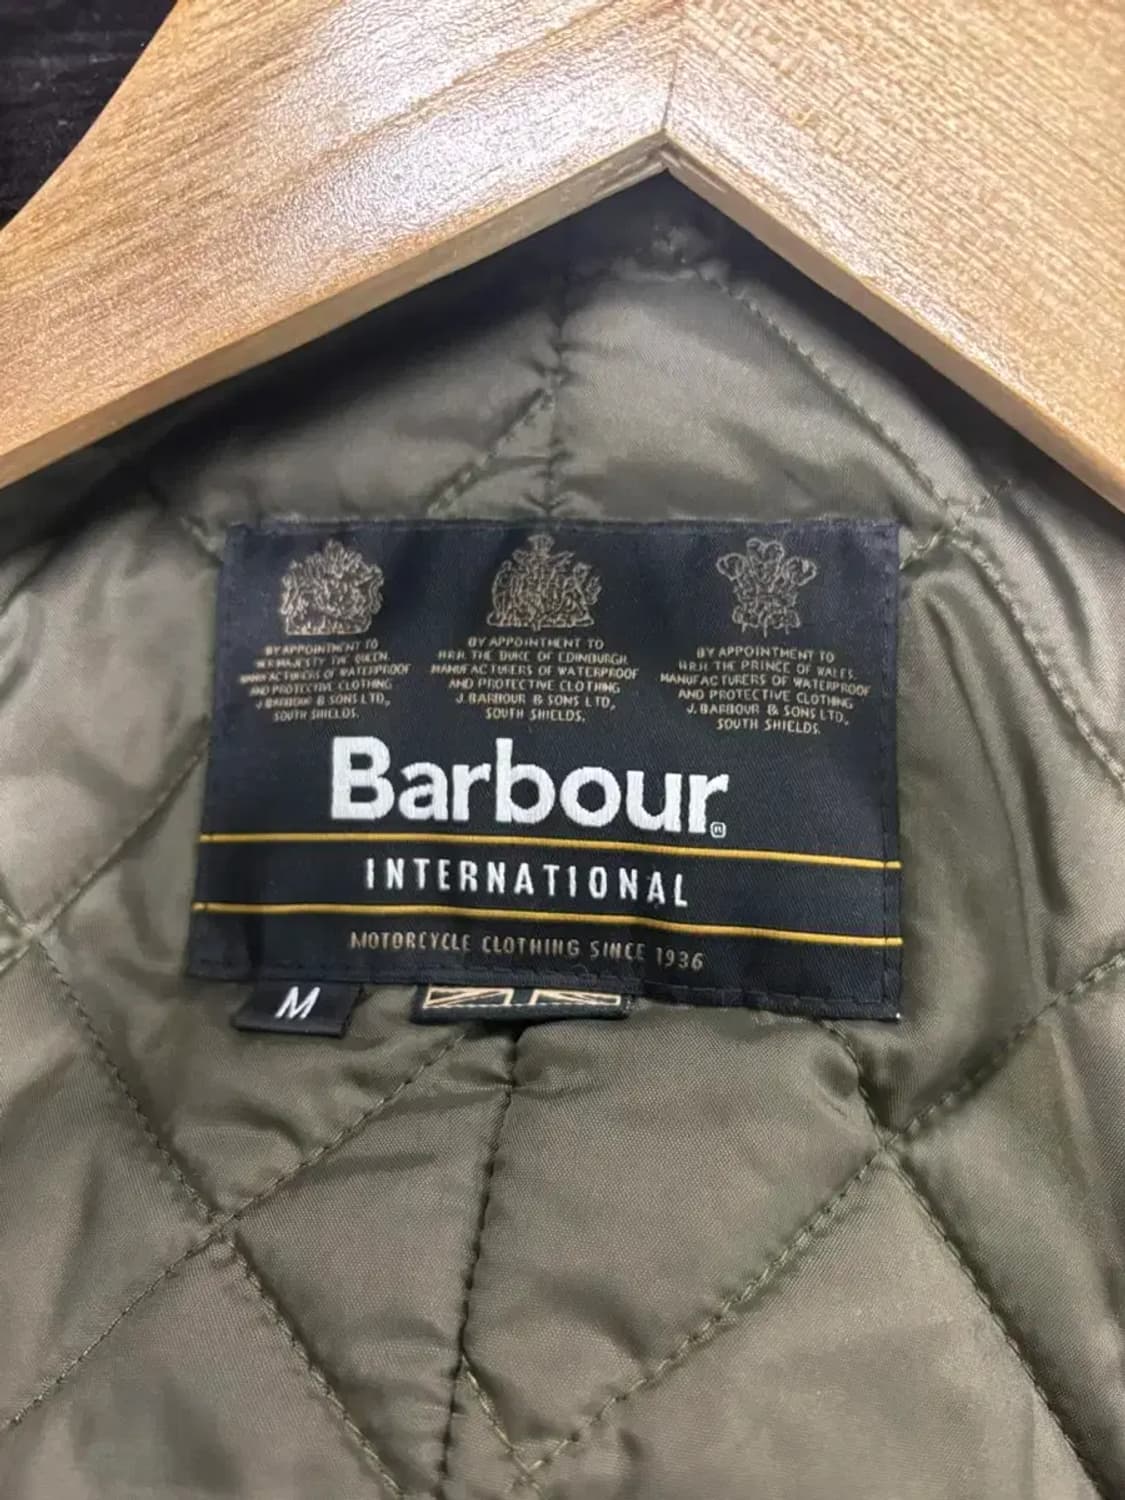 BY APPOINTMENT TO
HER MAJESTY THE QUEEN.
MANUFACTURERS OF WATERPROOF
AND PROTECTIVE CLOTHING
J. BARBOUR & SONS LTD,
SOUTH SHIELDS.
BY APPOINTMENT TO
H.R.H. THE DUKE OF EDINBURGH.
MANUFACTURERS OF WATERPROOF
AND PROTECTIVE CLOTHING
J. BARBOUR & SONS LTD,
SOUTH SHIELDS,
BY APPOINTMENT TO
H.R.H. THE PRINCE OF WALES.
MANUFACTURERS OF WATERPROOF
AND PROTECTIVE CLOTHING
J. BARBOUR & SONS LTD,
SOUTH SHIELDS.
Barbour®
INTERNATIONAL
MOTORCYCLE CLOTHING SINCE 1936
M